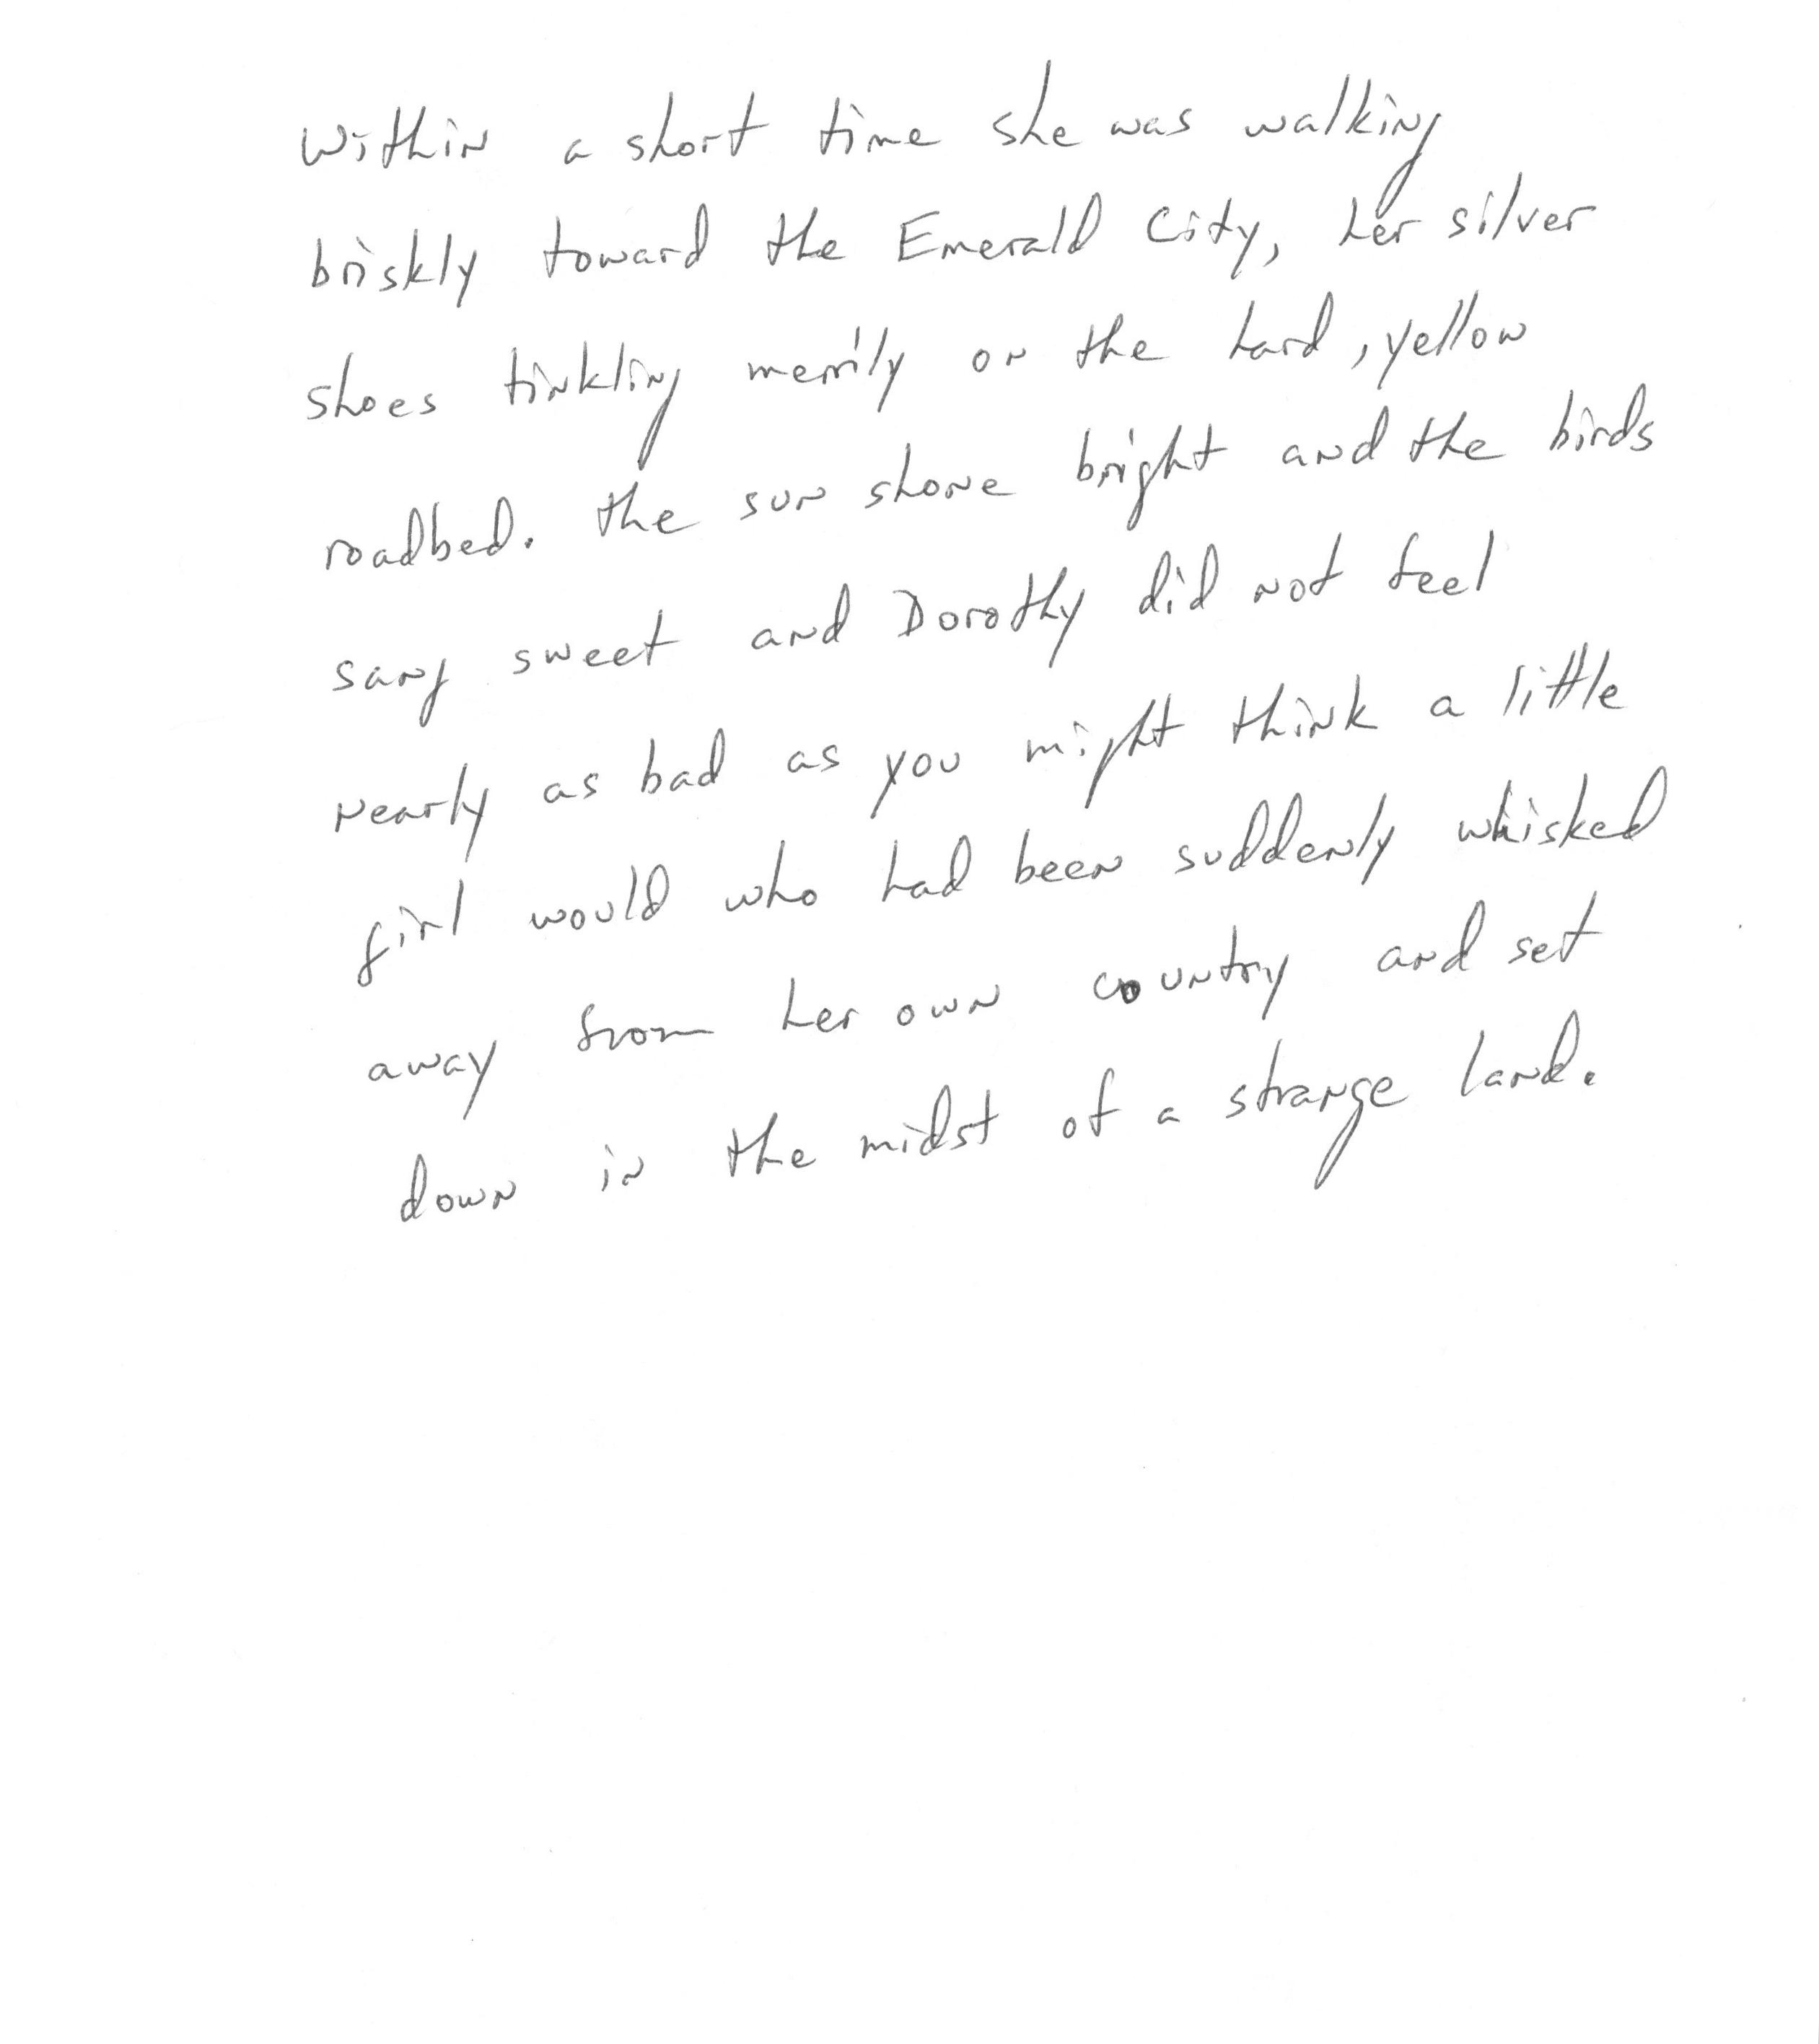 Within a short time she was walking
briskly toward the Emerald City, her silver
shoes tinkling merrily on the hard, yellow
roadbed. the sun shone bright and the birds
sang sweet and Dorothy did not feel
nearly as bad as you might think a little
girl would who had been suddenly whisked
away from her own country and set
down in the midst of a strange land.